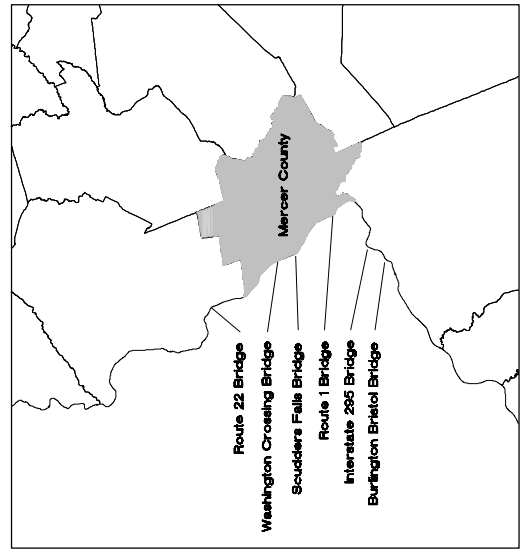 Mercer County
Route 22 Bridge
Washington Crossing Bridge
Scudders Falls Bridge
Route 1 Bridge
Interstate 295 Bridge
Burlington Bristol Bridge